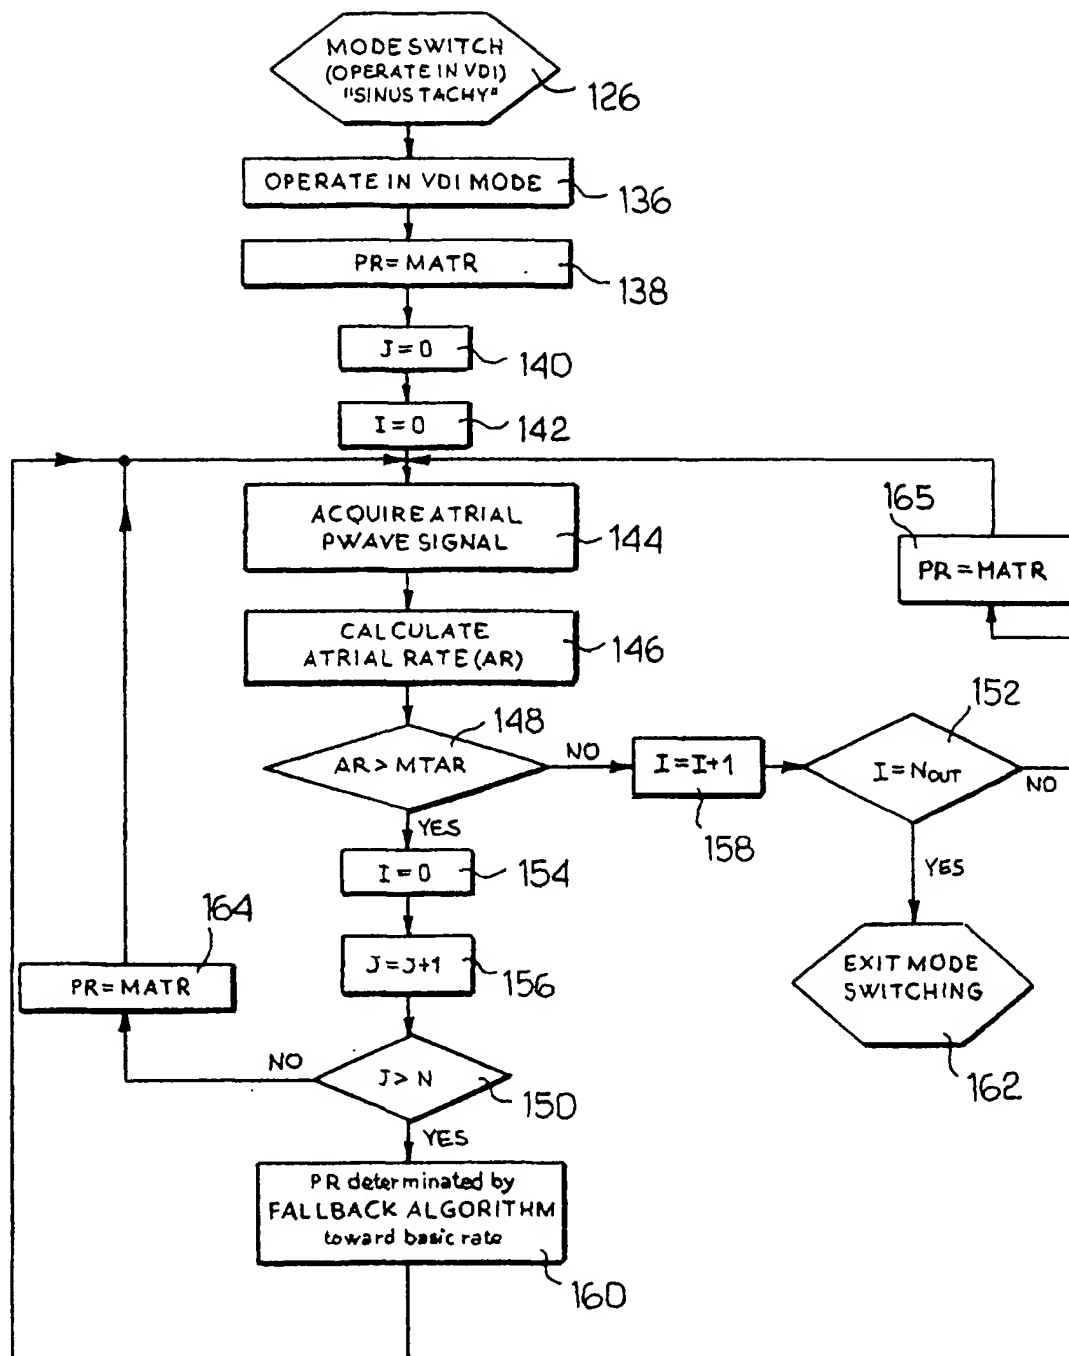 MODE SWITCH
(OPERATE IN VDI)
"SINUS TACHY"
126
OPERATE IN VDI MODE
136
PR=MATR
138
J=0
140
I=0
142
ACQUIRE ATRIAL
PWAVE SIGNAL
144
165
PR=MATR
CALCULATE
ATRIAL RATE(AR)
146
148
AR>MTAR
NO
I=I+1
158
152
I=NOUT
NO
YES
YES
I=0
154
164
PR=MATR
J=J+1
156
EXIT MODE
SWITCHING
162
NO
J>N
150
YES
PR determinated by
FALLBACK ALGORITHM
toward basic rate
160